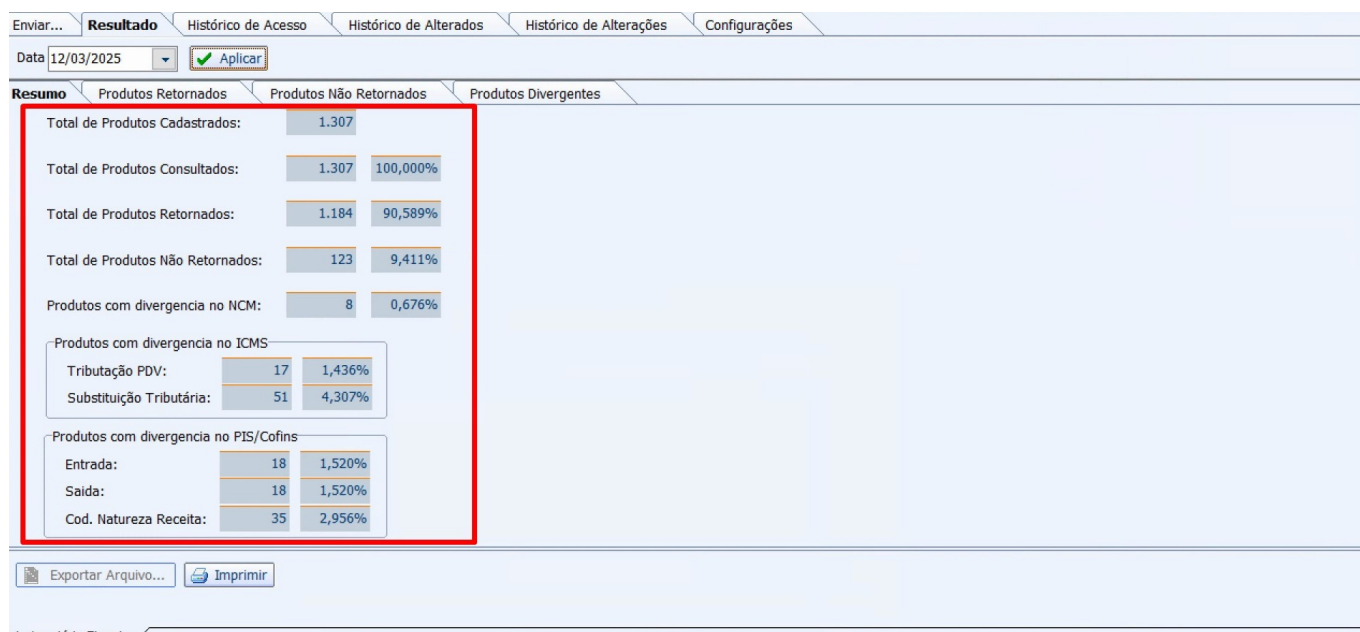 Enviar... Resultado Histórico de Acesso Histórico de Alterados Histórico de Alterações Configurações
Data 12/03/2025 Aplicar
Resumo Produtos Retornados Produtos Não Retornados Produtos Divergentes
Total de Produtos Cadastrados: 1.307
Total de Produtos Consultados: 1.307 100,000%
Total de Produtos Retornados: 1.184 90,589%
Total de Produtos Não Retornados: 123 9,411%
Produtos com divergencia no NCM: 8 0,676%
Produtos com divergencia no ICMS
Tributação PDV: 17 1,436%
Substituição Tributária: 51 4,307%
Produtos com divergencia no PIS/Cofins
Entrada: 18 1,520%
Saida: 18 1,520%
Cod. Natureza Receita: 35 2,956%
Exportar Arquivo... Imprimir